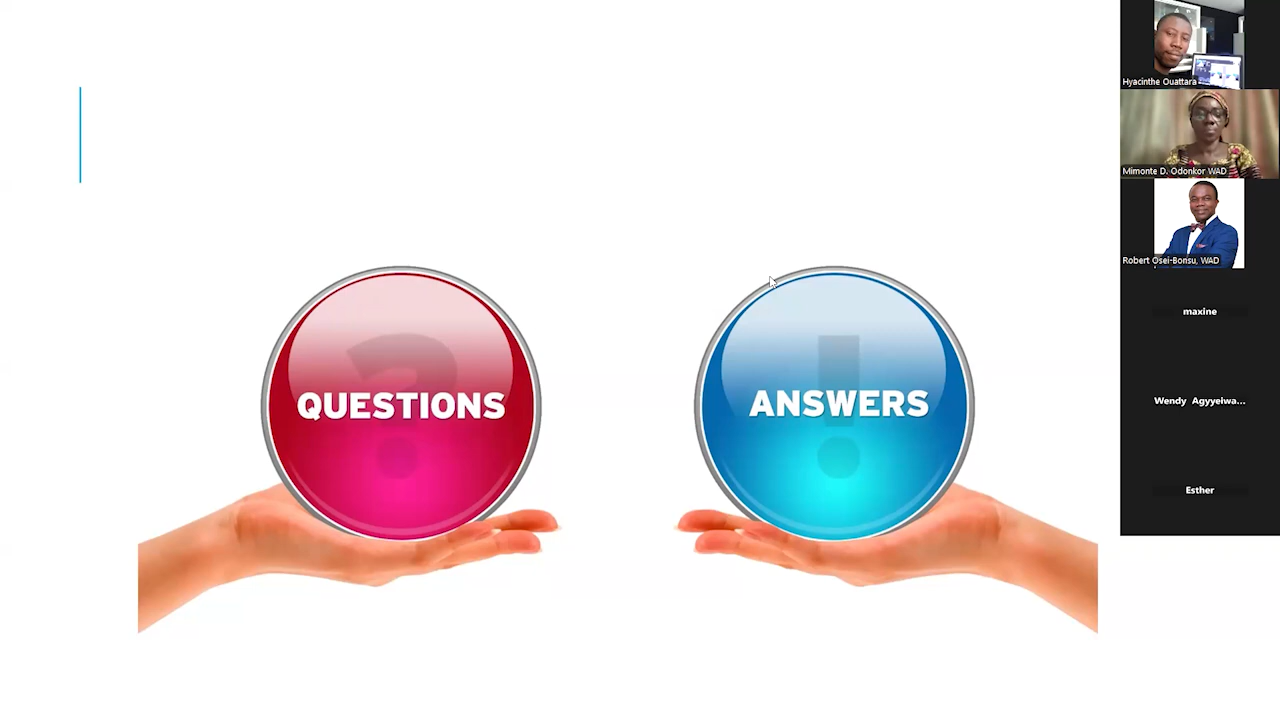 QUESTIONS
ANSWERS
Hyacinthe Ouattara
Mimonte D. Odonkor WAD
Robert Osei-Bonsu, WAD
maxine
Wendy Agyyeiwa...
Esther